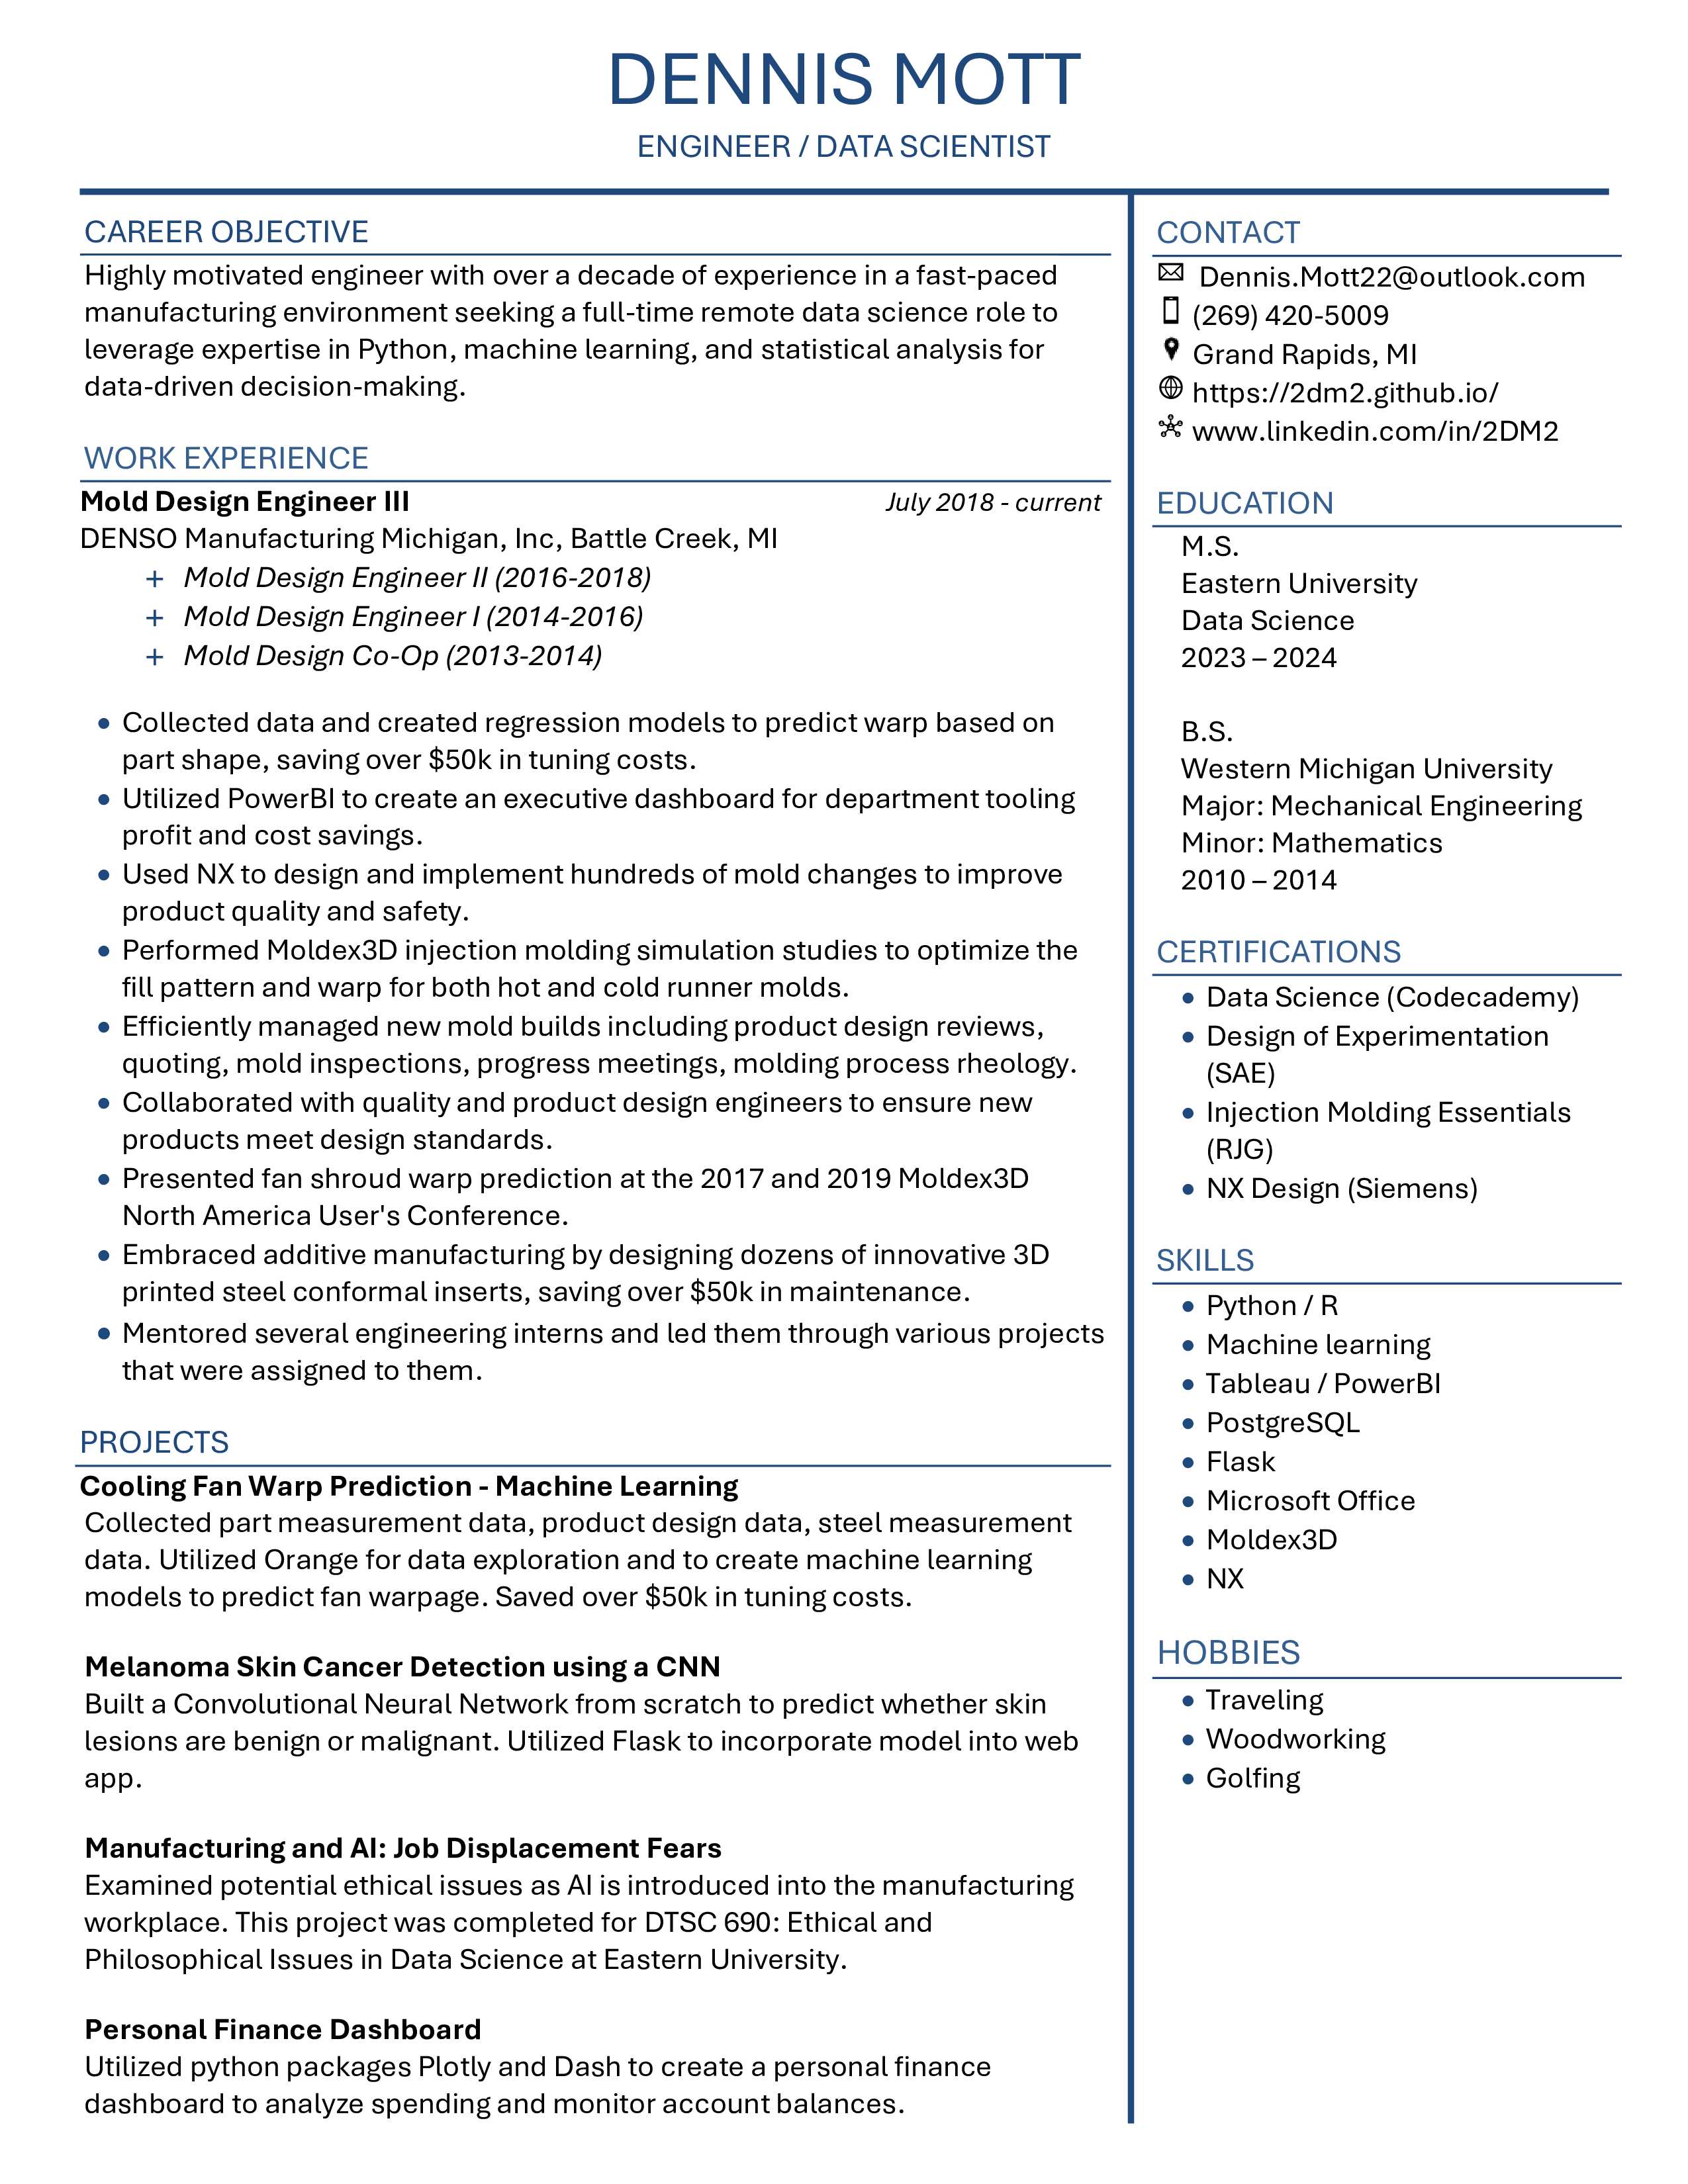 DENNIS MOTT
ENGINEER / DATA SCIENTIST
CAREER OBJECTIVE
Highly motivated engineer with over a decade of experience in a fast-paced
manufacturing environment seeking a full-time remote data science role to
leverage expertise in Python, machine learning, and statistical analysis for
data-driven decision-making.
WORK EXPERIENCE
Mold Design Engineer III July 2018 - current
DENSO Manufacturing Michigan, Inc, Battle Creek, MI
+ Mold Design Engineer II (2016-2018)
+ Mold Design Engineer I (2014-2016)
+ Mold Design Co-Op (2013-2014)
• Collected data and created regression models to predict warp based on
part shape, saving over $50k in tuning costs.
• Utilized PowerBI to create an executive dashboard for department tooling
profit and cost savings.
• Used NX to design and implement hundreds of mold changes to improve
product quality and safety.
• Performed Moldex3D injection molding simulation studies to optimize the
fill pattern and warp for both hot and cold runner molds.
• Efficiently managed new mold builds including product design reviews,
quoting, mold inspections, progress meetings, molding process rheology.
• Collaborated with quality and product design engineers to ensure new
products meet design standards.
• Presented fan shroud warp prediction at the 2017 and 2019 Moldex3D
North America User's Conference.
• Embraced additive manufacturing by designing dozens of innovative 3D
printed steel conformal inserts, saving over $50k in maintenance.
• Mentored several engineering interns and led them through various projects
that were assigned to them.
PROJECTS
Cooling Fan Warp Prediction - Machine Learning
Collected part measurement data, product design data, steel measurement
data. Utilized Orange for data exploration and to create machine learning
models to predict fan warpage. Saved over $50k in tuning costs.
Melanoma Skin Cancer Detection using a CNN
Built a Convolutional Neural Network from scratch to predict whether skin
lesions are benign or malignant. Utilized Flask to incorporate model into web
app.
Manufacturing and AI: Job Displacement Fears
Examined potential ethical issues as AI is introduced into the manufacturing
workplace. This project was completed for DTSC 690: Ethical and
Philosophical Issues in Data Science at Eastern University.
Personal Finance Dashboard
Utilized python packages Plotly and Dash to create a personal finance
dashboard to analyze spending and monitor account balances.
CONTACT
Dennis.Mott22@outlook.com
(269) 420-5009
Grand Rapids, MI
https://2dm2.github.io/
www.linkedin.com/in/2DM2
EDUCATION
M.S.
Eastern University
Data Science
2023 – 2024
B.S.
Western Michigan University
Major: Mechanical Engineering
Minor: Mathematics
2010 – 2014
CERTIFICATIONS
• Data Science (Codecademy)
• Design of Experimentation
(SAE)
• Injection Molding Essentials
(RJG)
• NX Design (Siemens)
SKILLS
• Python / R
• Machine learning
• Tableau / PowerBI
• PostgreSQL
• Flask
• Microsoft Office
• Moldex3D
• NX
HOBBIES
• Traveling
• Woodworking
• Golfing